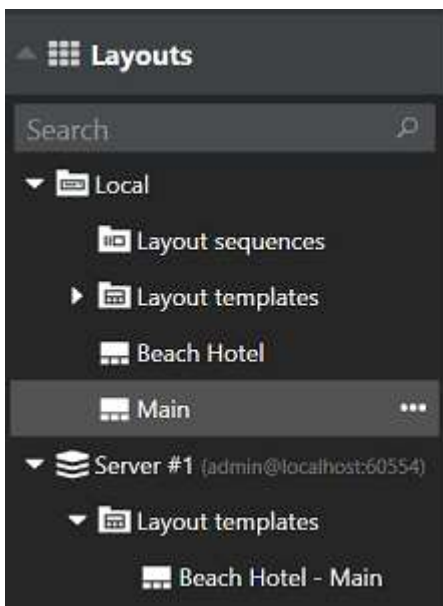 Layouts
Search
Local
Layout sequences
Layout templates
Beach Hotel
Main
Server #1 (admin@localhost:60554)
Layout templates
Beach Hotel - Main